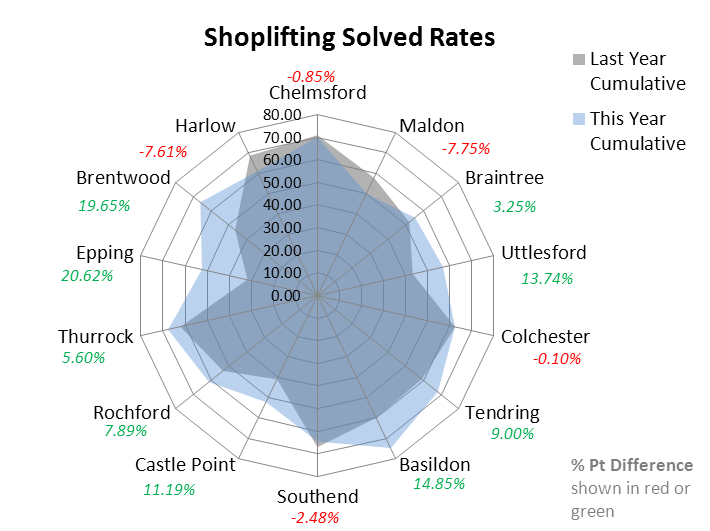 Shoplifting Solved Rates
Last Year
Cumulative
This Year
Cumulative
-0.85%
Chelmsford
80.00
70.00
60.00
50.00
40.00
30.00
20.00
10.00
0.00
Maldon
-7.75%
Braintree
3.25%
Uttlesford
13.74%
Colchester
-0.10%
Tendring
9.00%
Basildon
14.85%
Southend
-2.48%
Castle Point
11.19%
Rochford
7.89%
Thurrock
5.60%
Epping
20.62%
Brentwood
19.65%
Harlow
-7.61%
% Pt Difference
shown in red or
green